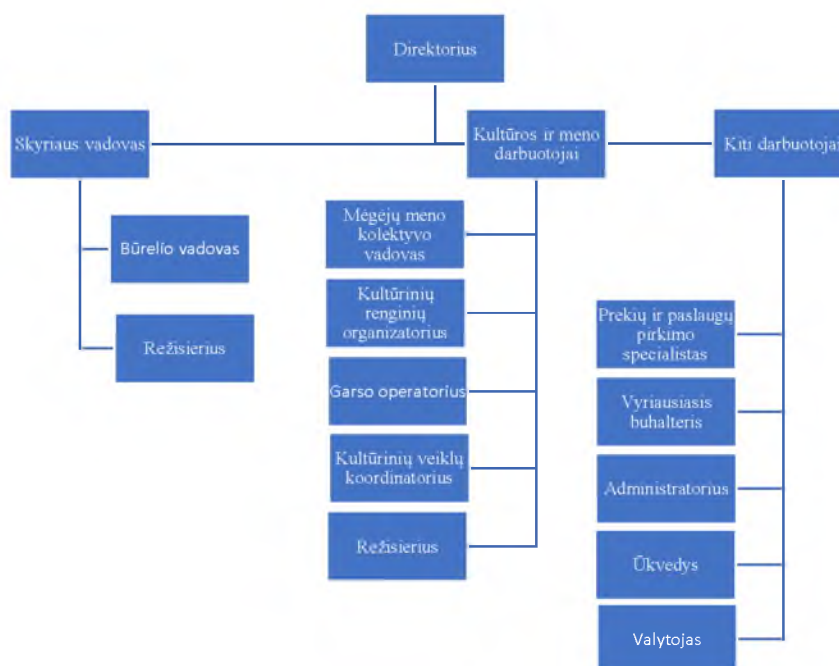 Direktorius
Skyriaus vadovas
Kultūros ir meno
darbuotojai
Kiti darbuotojai
Būrelio vadovas
Režisierius
Mėgėjų meno
kolektyvo
vadovas
Kultūrinių
renginių
organizatorius
Garso operatorius
Kultūrinių veiklų
koordinatorius
Režisierius
Prekių ir paslaugų
pirkimo
specialistas
Vyriausiasis
buhalteris
Administratorius
Ūkvedys
Valytojas